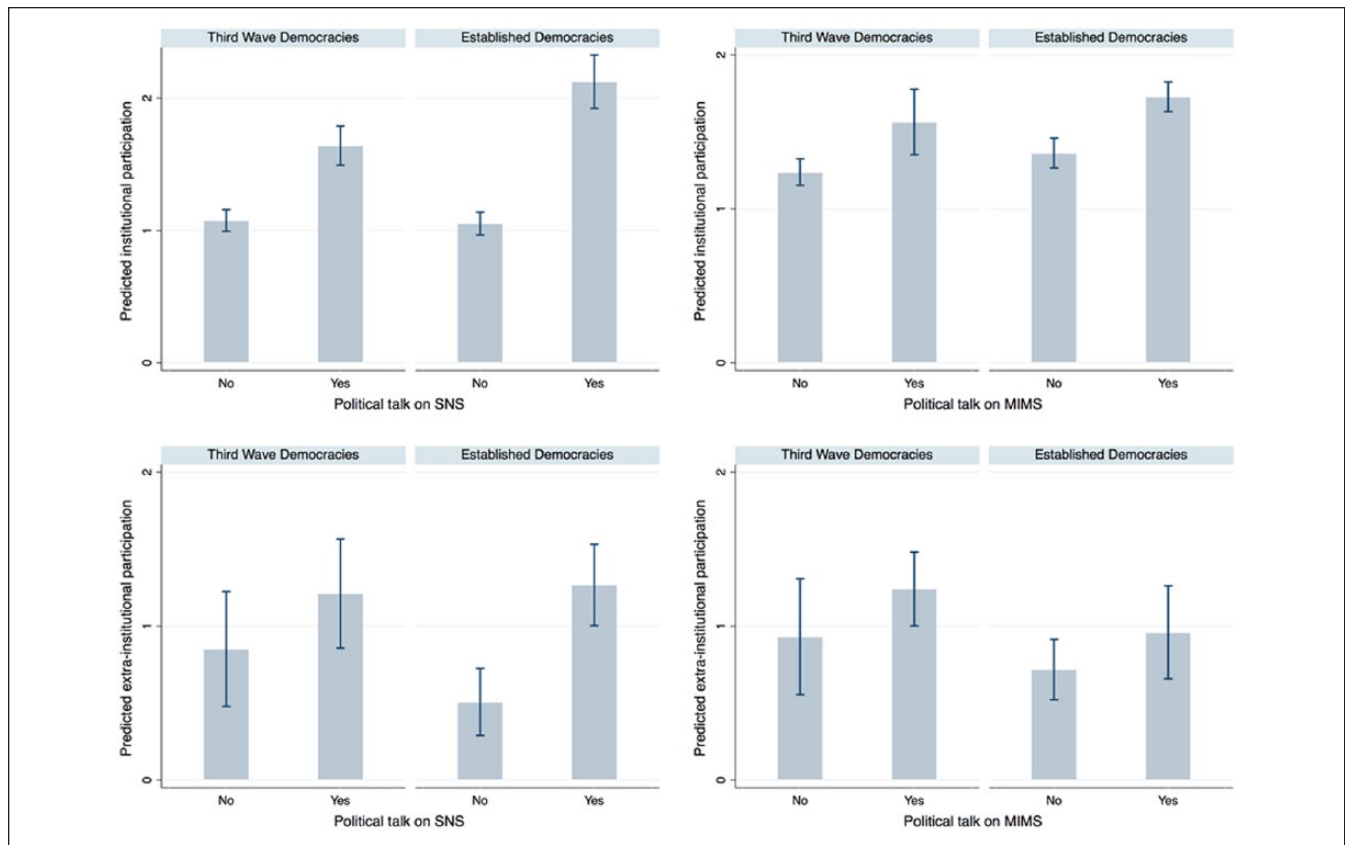 Third Wave Democracies
Established Democracies
Predicted institutional participation
2
1
0
No
Yes
No
Yes
Political talk on SNS
Third Wave Democracies
Established Democracies
Predicted institutional participation
2
1
0
No
Yes
No
Yes
Political talk on MIMS
Third Wave Democracies
Established Democracies
Predicted extra-institutional participation
2
1
0
No
Yes
No
Yes
Political talk on SNS
Third Wave Democracies
Established Democracies
Predicted extra-institutional participation
2
1
0
No
Yes
No
Yes
Political talk on MIMS